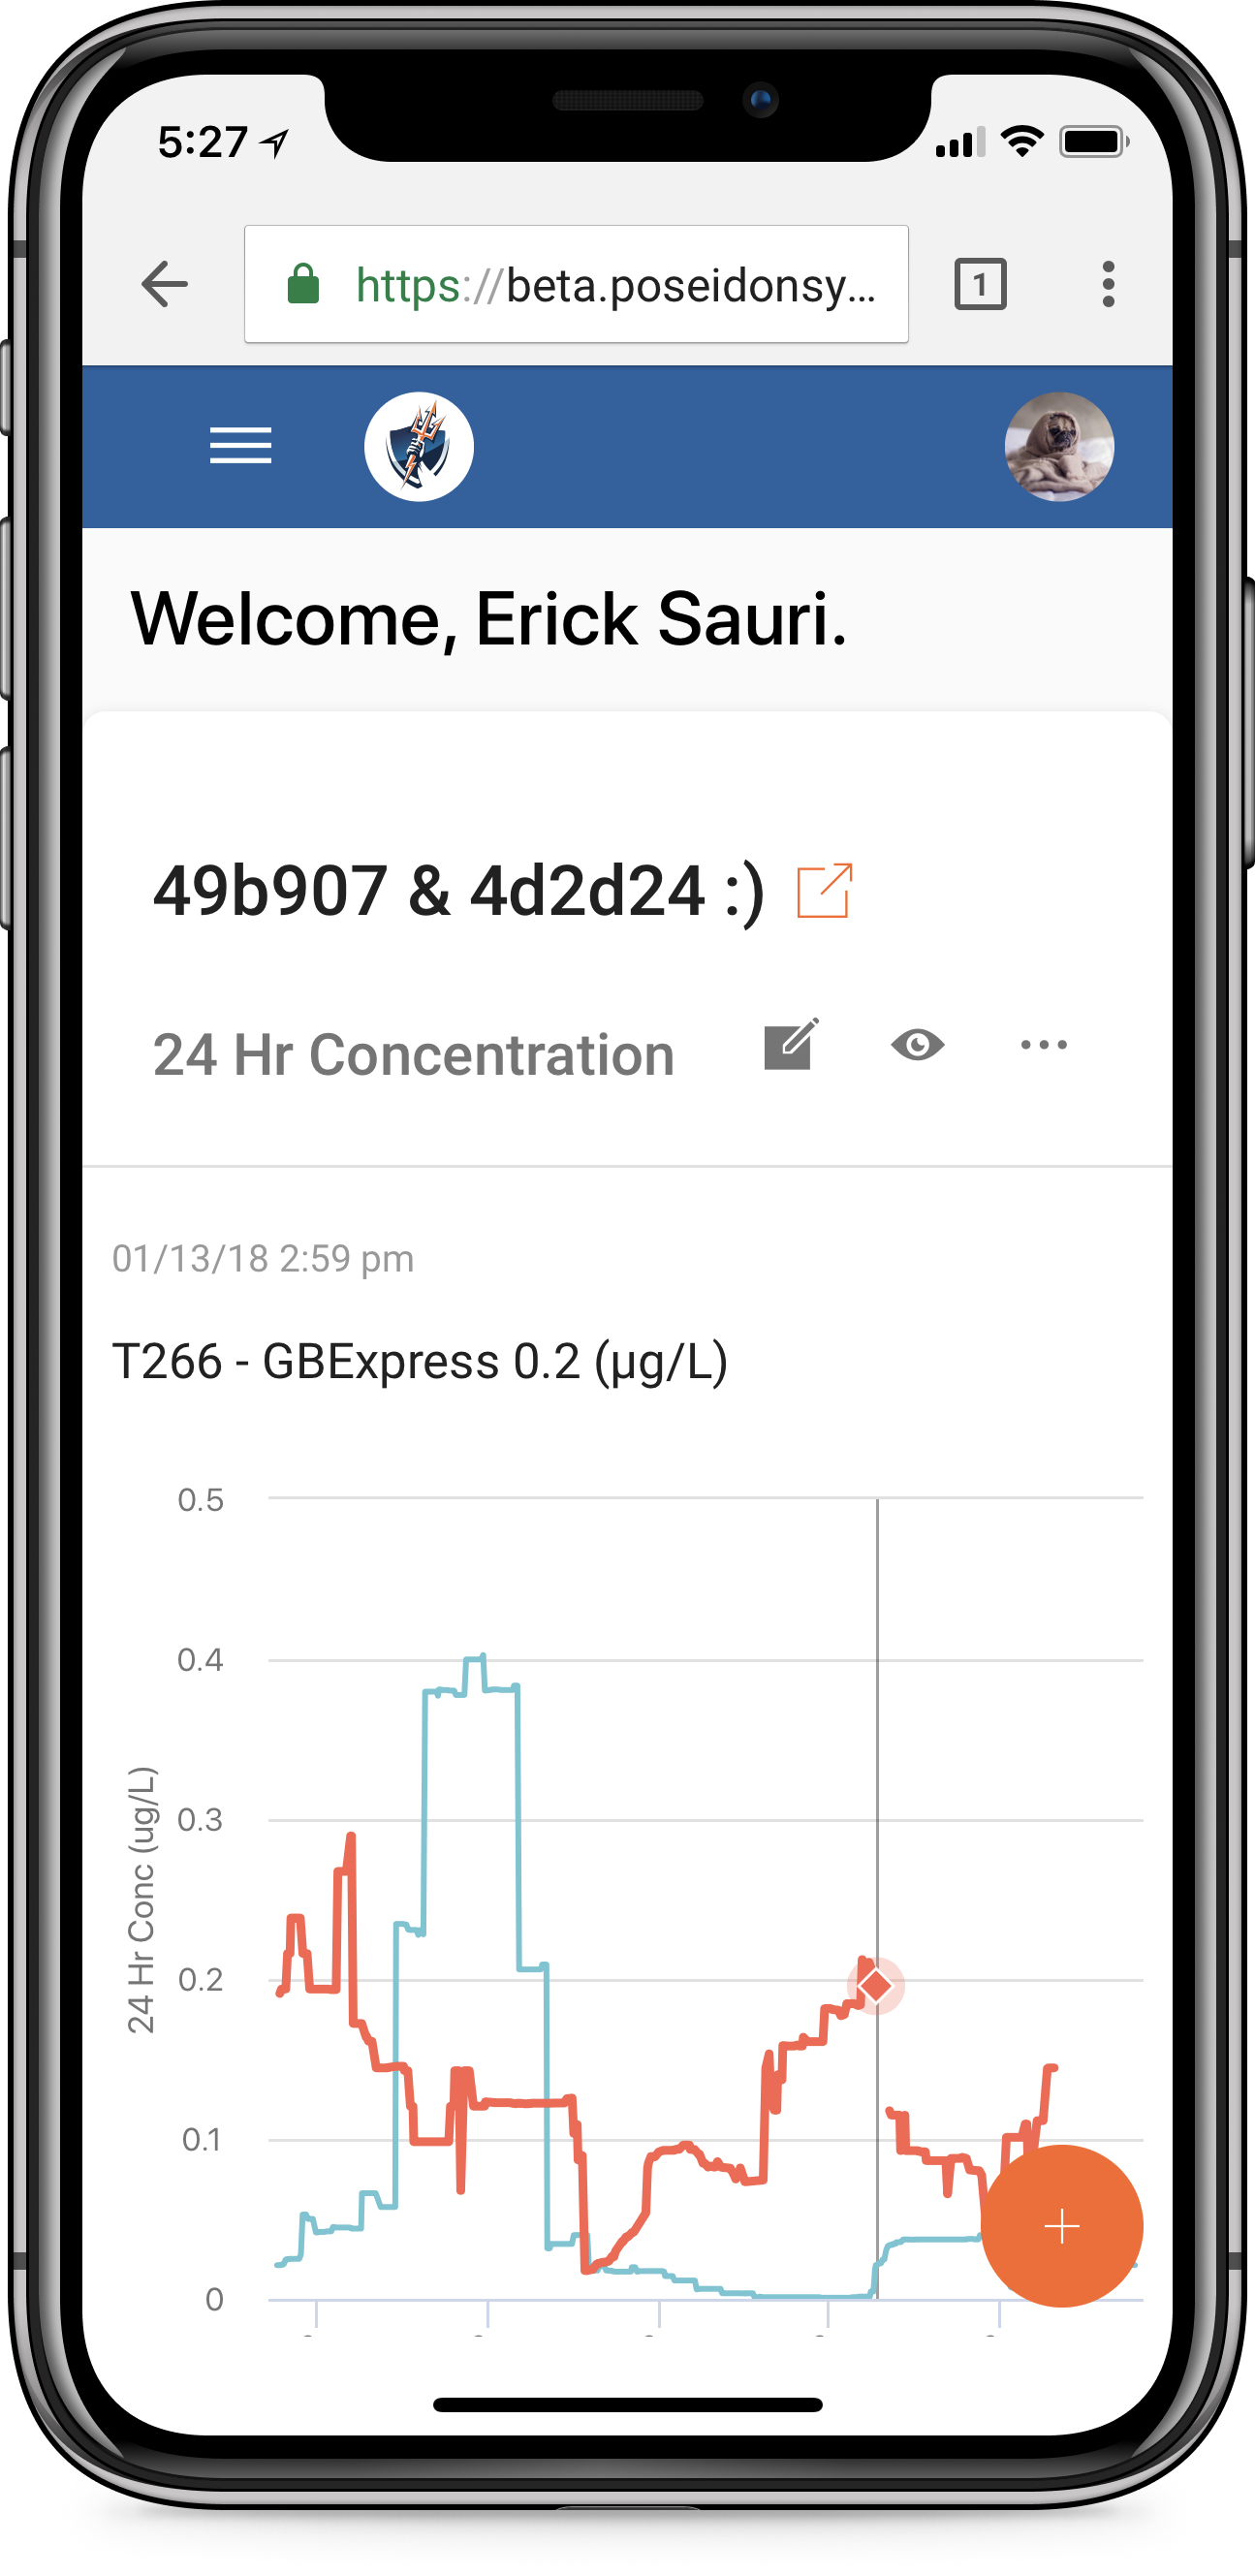 5:27
https://beta.poseidonsy...
1
Welcome, Erick Sauri.
49b907 & 4d2d24 :)
24 Hr Concentration
01/13/18 2:59 pm
T266 - GBExpress 0.2 (µg/L)
24 Hr Conc (ug/L)
0.5
0.4
0.3
0.2
0.1
0